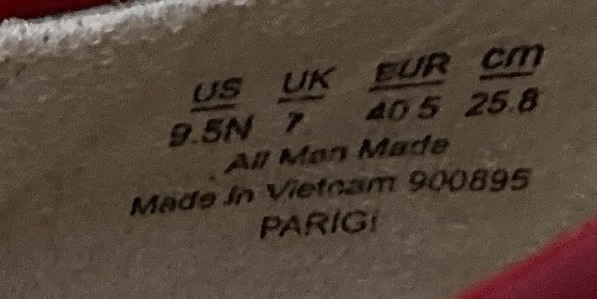 US UK EUR cm
9.5N 7 40 5 25.8
All Man Made
Made in Vietnam 900895
PARIGI